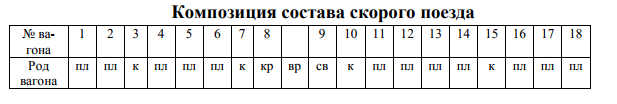 Композиция состава скорого поезда
№ ва-гона 1 2 3 4 5 6 7 8 9 10 11 12 13 14 15 16 17 18
Род вагона пл пл к пл пл пл к кр вр св к пл пл пл пл к пл пл пл